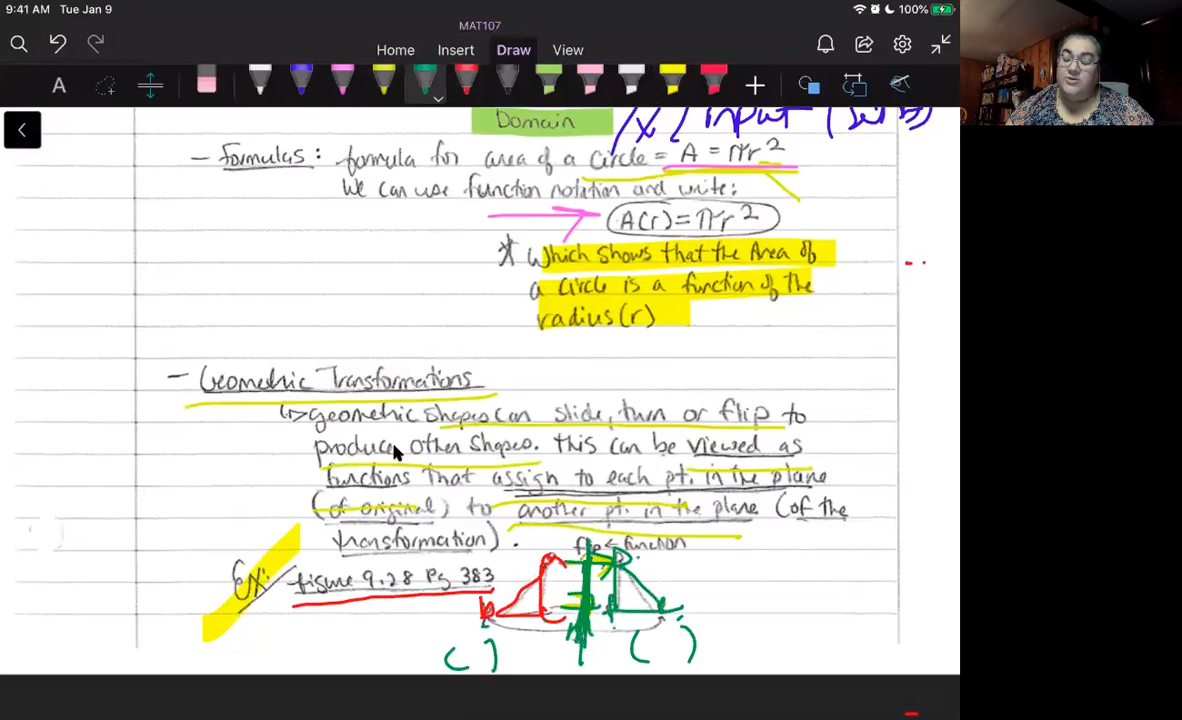 9:41 AM Tue Jan 9
100%
MAT107
Home Insert Draw View
Domain
/x / input
- Formulas: formula for area of a circle = A = πr²
We can use function notation and write:
A(r) = πr²
* Which shows that the Area of
a circle is a function of the
radius (r)
- Geometric Transformations
↳ geometric shapes can slide, turn or flip to
produce other shapes. this can be viewed as
functions that assign to each pt. in the plane
(of original) to another pt. in the plane (of the
transformation).
flip ← function
Ex: figure 9.28 Pg 383
a
b c
( ) ( )